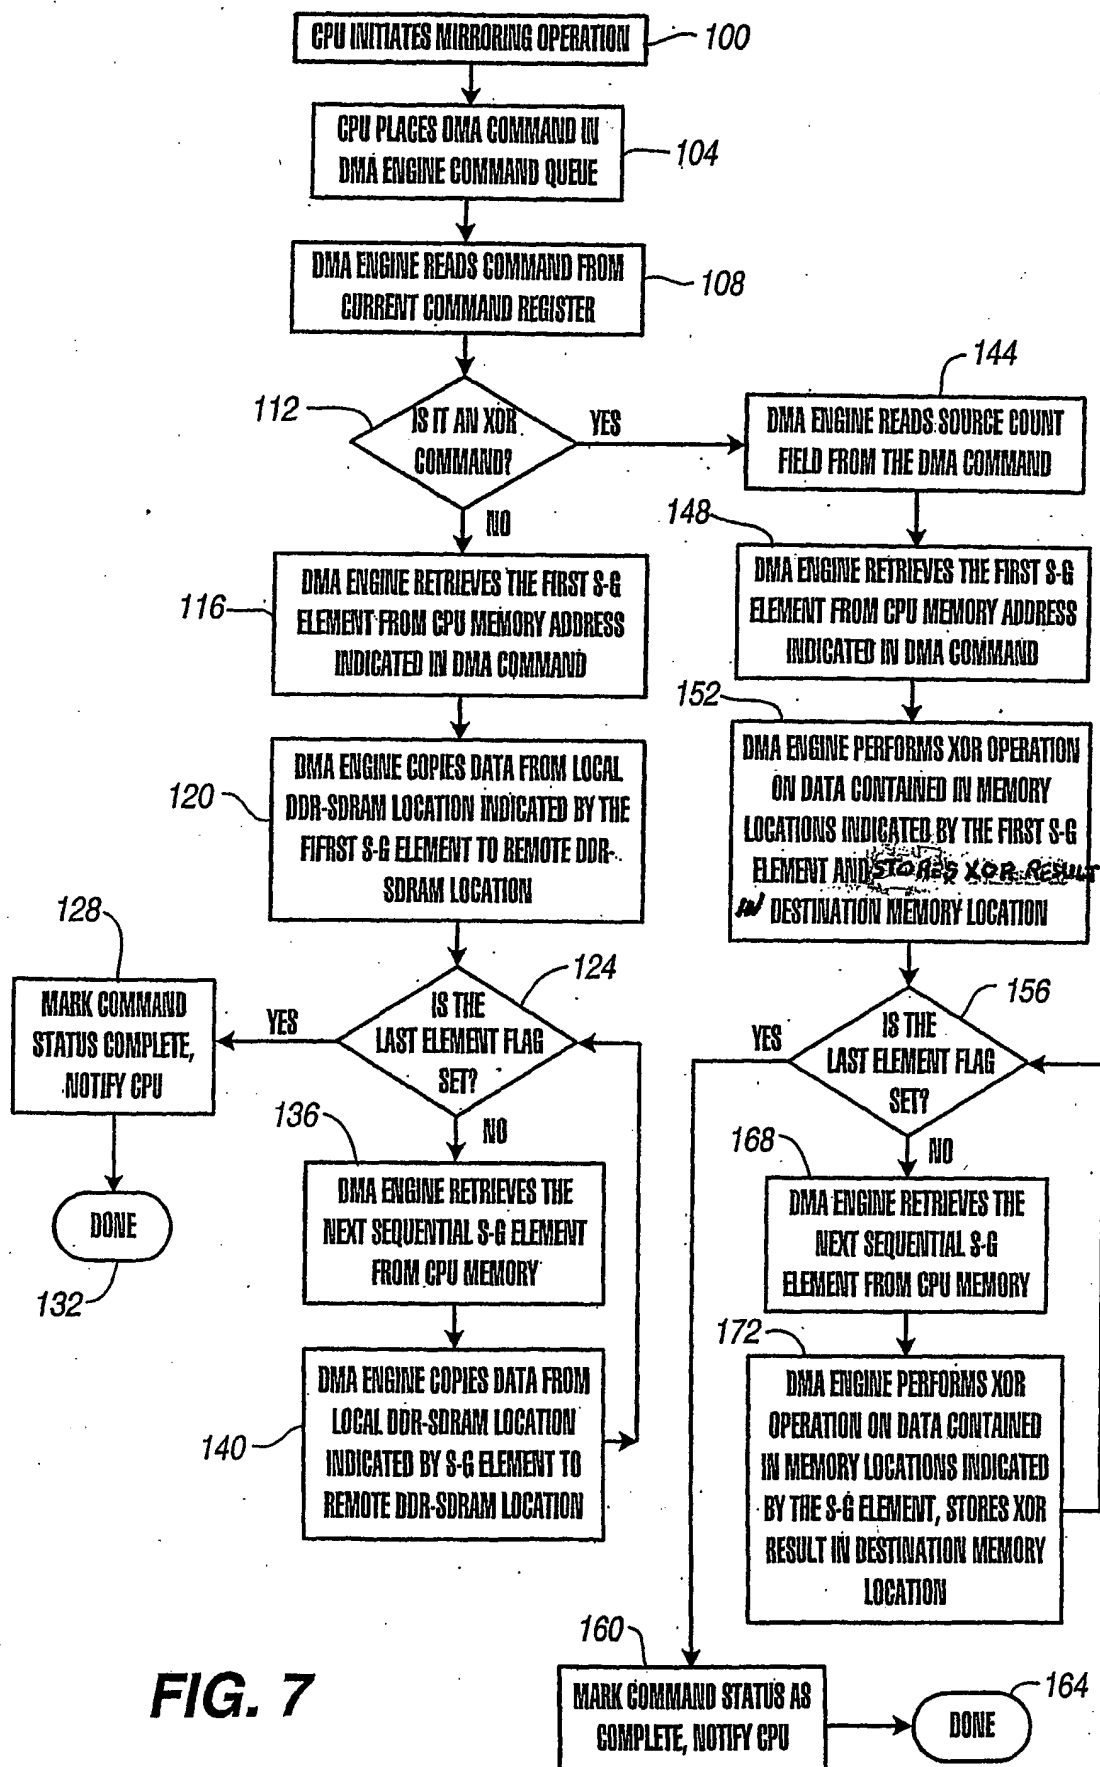 CPU INITIATES MIRRORING OPERATION
100
CPU PLACES DMA COMMAND IN
DMA ENGINE COMMAND QUEUE
104
DMA ENGINE READS COMMAND FROM
CURRENT COMMAND REGISTER
108
112
IS IT AN XOR
COMMAND?
YES
NO
144
DMA ENGINE READS SOURCE COUNT
FIELD FROM THE DMA COMMAND
116
DMA ENGINE RETRIEVES THE FIRST S-G
ELEMENT FROM CPU MEMORY ADDRESS
INDICATED IN DMA COMMAND
148
DMA ENGINE RETRIEVES THE FIRST S-G
ELEMENT FROM CPU MEMORY ADDRESS
INDICATED IN DMA COMMAND
120
DMA ENGINE COPIES DATA FROM LOCAL
DDR-SDRAM LOCATION INDICATED BY THE
FIFRST S-G ELEMENT TO REMOTE DDR-
SDRAM LOCATION
152
DMA ENGINE PERFORMS XOR OPERATION
ON DATA CONTAINED IN MEMORY
LOCATIONS INDICATED BY THE FIRST S-G
ELEMENT AND STORES XOR RESULT
IN DESTINATION MEMORY LOCATION
124
IS THE
LAST ELEMENT FLAG
SET?
YES
NO
128
MARK COMMAND
STATUS COMPLETE,
NOTIFY CPU
DONE
132
136
DMA ENGINE RETRIEVES THE
NEXT SEQUENTIAL S-G ELEMENT
FROM CPU MEMORY
140
DMA ENGINE COPIES DATA FROM
LOCAL DDR-SDRAM LOCATION
INDICATED BY S-G ELEMENT TO
REMOTE DDR-SDRAM LOCATION
156
IS THE
LAST ELEMENT FLAG
SET?
YES
NO
168
DMA ENGINE RETRIEVES THE
NEXT SEQUENTIAL S-G
ELEMENT FROM CPU MEMORY
172
DMA ENGINE PERFORMS XOR
OPERATION ON DATA CONTAINED
IN MEMORY LOCATIONS INDICATED
BY THE S-G ELEMENT, STORES XOR
RESULT IN DESTINATION MEMORY
LOCATION
160
MARK COMMAND STATUS AS
COMPLETE, NOTIFY CPU
DONE
164
FIG. 7